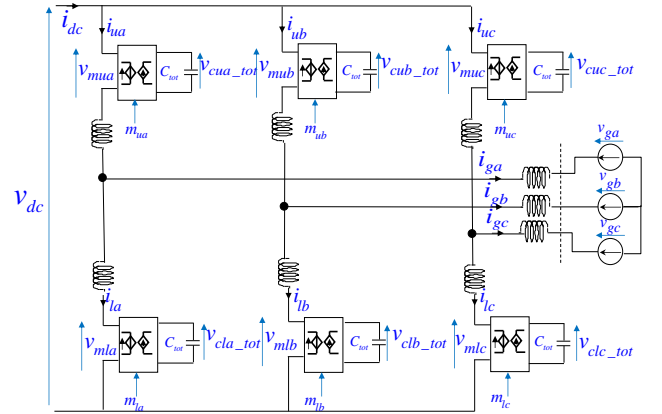 i_dc i_ua i_ub i_uc
v_mua C_tot v_cua_tot v_mub C_tot v_cub_tot v_muc C_tot v_cuc_tot
m_ua m_ub m_uc
v_ga
i_ga
v_dc i_gb v_gb
i_gc v_gc
i_la i_lb i_lc
v_mla C_tot v_cla_tot v_mlb C_tot v_clb_tot v_mlc C_tot v_clc_tot
m_la m_lb m_lc